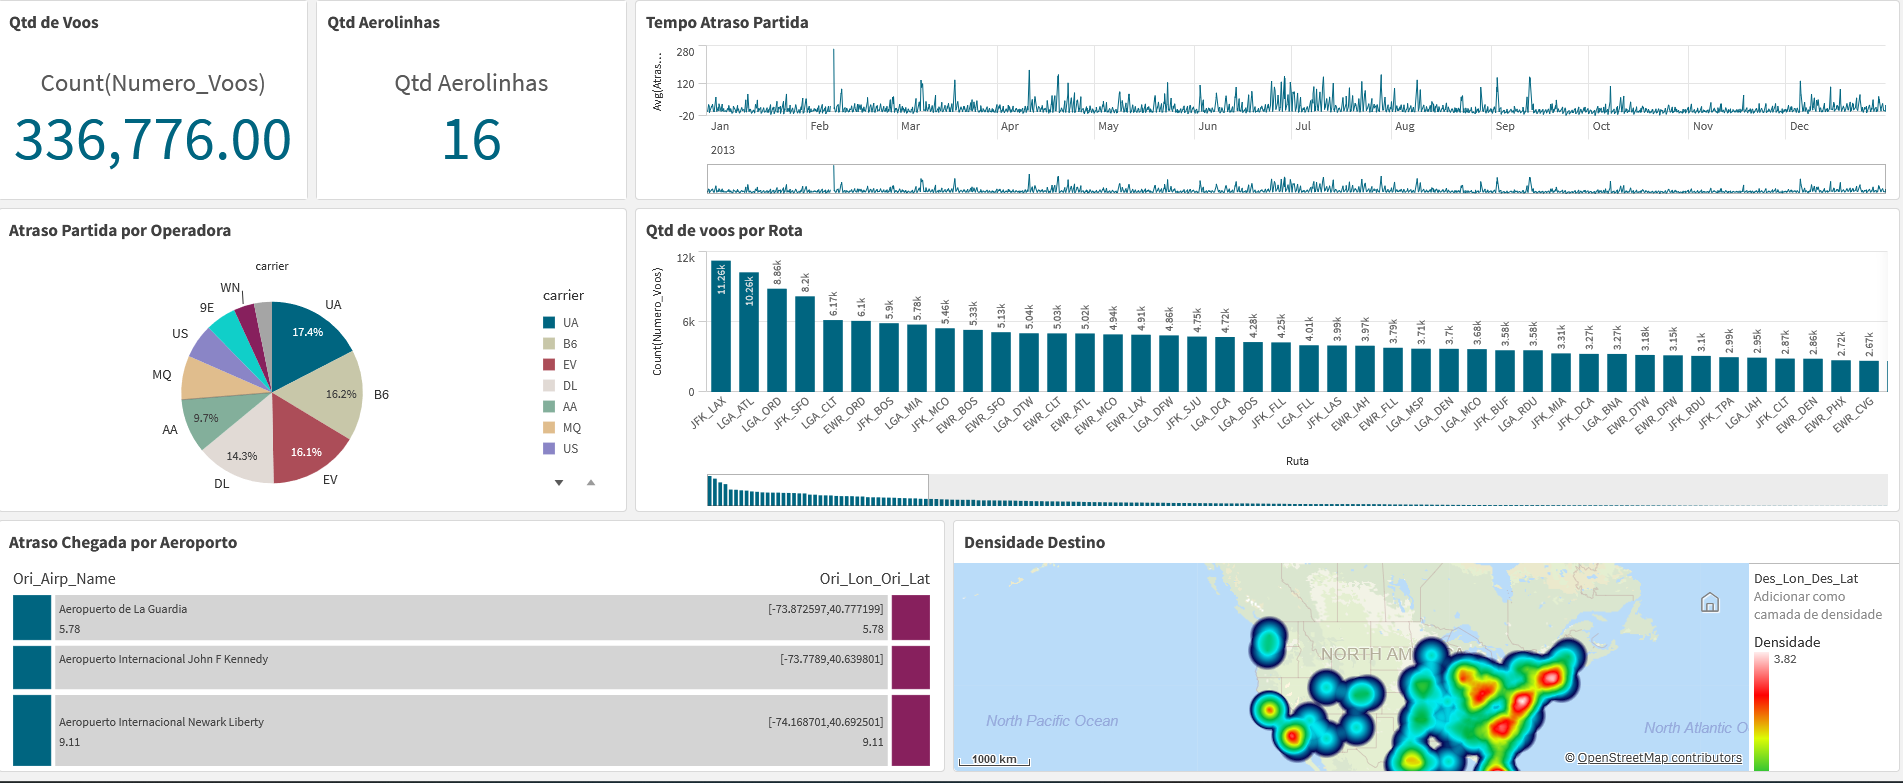 Qtd de Voos
Count(Numero_Voos)
336,776.00
Qtd Aerolinhas
Qtd Aerolinhas
16
Tempo Atraso Partida
Avg(Atras...
280
120
-20
Jan Feb Mar Apr May Jun Jul Aug Sep Oct Nov Dec
2013
Atraso Partida por Operadora
carrier
WN
9E
US
MQ
AA
DL
EV
B6
UA
17.4%
16.2%
16.1%
14.3%
9.7%
carrier
UA
B6
EV
DL
AA
MQ
US
Qtd de voos por Rota
Count(Numero_Voos)
12k
6k
0
11.26k 10.26k 8.86k 8.2k 6.17k 6.1k 5.9k 5.78k 5.46k 5.33k 5.13k 5.04k 5.03k 5.02k 4.94k 4.91k 4.86k 4.75k 4.72k 4.28k 4.25k 4.01k 3.99k 3.97k 3.79k 3.71k 3.7k 3.68k 3.58k 3.58k 3.31k 3.27k 3.27k 3.18k 3.15k 3.1k 2.99k 2.95k 2.87k 2.86k 2.72k 2.67k
JFK_LAX LGA_ATL LGA_ORD JFK_SFO LGA_CLT EWR_ORD JFK_BOS LGA_MIA JFK_MCO EWR_BOS EWR_SFO LGA_DTW EWR_CLT EWR_ATL EWR_MCO EWR_LAX LGA_DFW JFK_SJU LGA_DCA LGA_BOS JFK_FLL LGA_FLL JFK_LAS EWR_IAH EWR_FLL LGA_MSP LGA_DEN LGA_MCO JFK_BUF LGA_RDU JFK_MIA JFK_DCA LGA_BNA EWR_DTW EWR_DFW JFK_RDU JFK_TPA LGA_IAH JFK_CLT EWR_DEN EWR_PHX EWR_CVG
Ruta
Atraso Chegada por Aeroporto
Ori_Airp_Name Ori_Lon_Ori_Lat
Aeropuerto de La Guardia [-73.872597,40.777199]
5.78 5.78
Aeropuerto Internacional John F Kennedy [-73.7789,40.639801]
Aeropuerto Internacional Newark Liberty [-74.168701,40.692501]
9.11 9.11
Densidade Destino
NORTH AM CA
North Pacific Ocean
North Atlantic O
1000 km
© OpenStreetMap contributors
Des_Lon_Des_Lat
Adicionar como
camada de densidade
Densidade
3.82